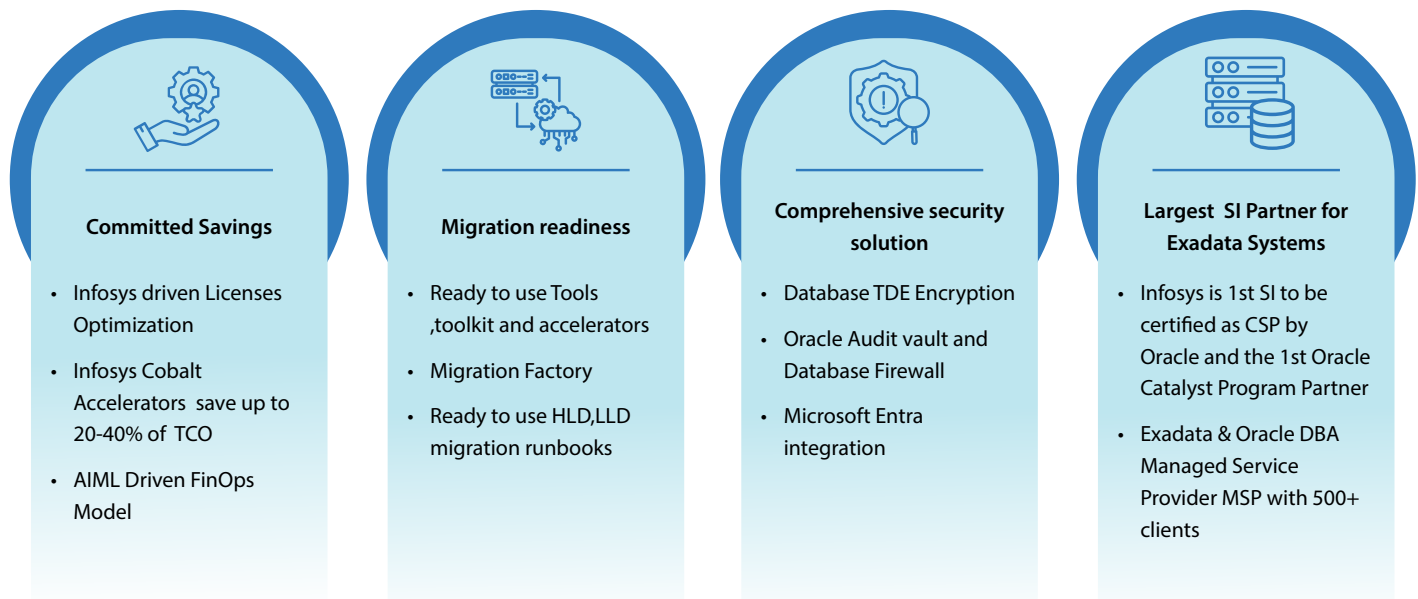 Committed Savings
• Infosys driven Licenses
Optimization
• Infosys Cobalt
Accelerators save up to
20-40% of TCO
• AIML Driven FinOps
Model
Migration readiness
• Ready to use Tools
,toolkit and accelerators
• Migration Factory
• Ready to use HLD,LLD
migration runbooks
Comprehensive security
solution
• Database TDE Encryption
• Oracle Audit vault and
Database Firewall
• Microsoft Entra
integration
Largest SI Partner for
Exadata Systems
• Infosys is 1st SI to be
certified as CSP by
Oracle and the 1st Oracle
Catalyst Program Partner
• Exadata & Oracle DBA
Managed Service
Provider MSP with 500+
clients